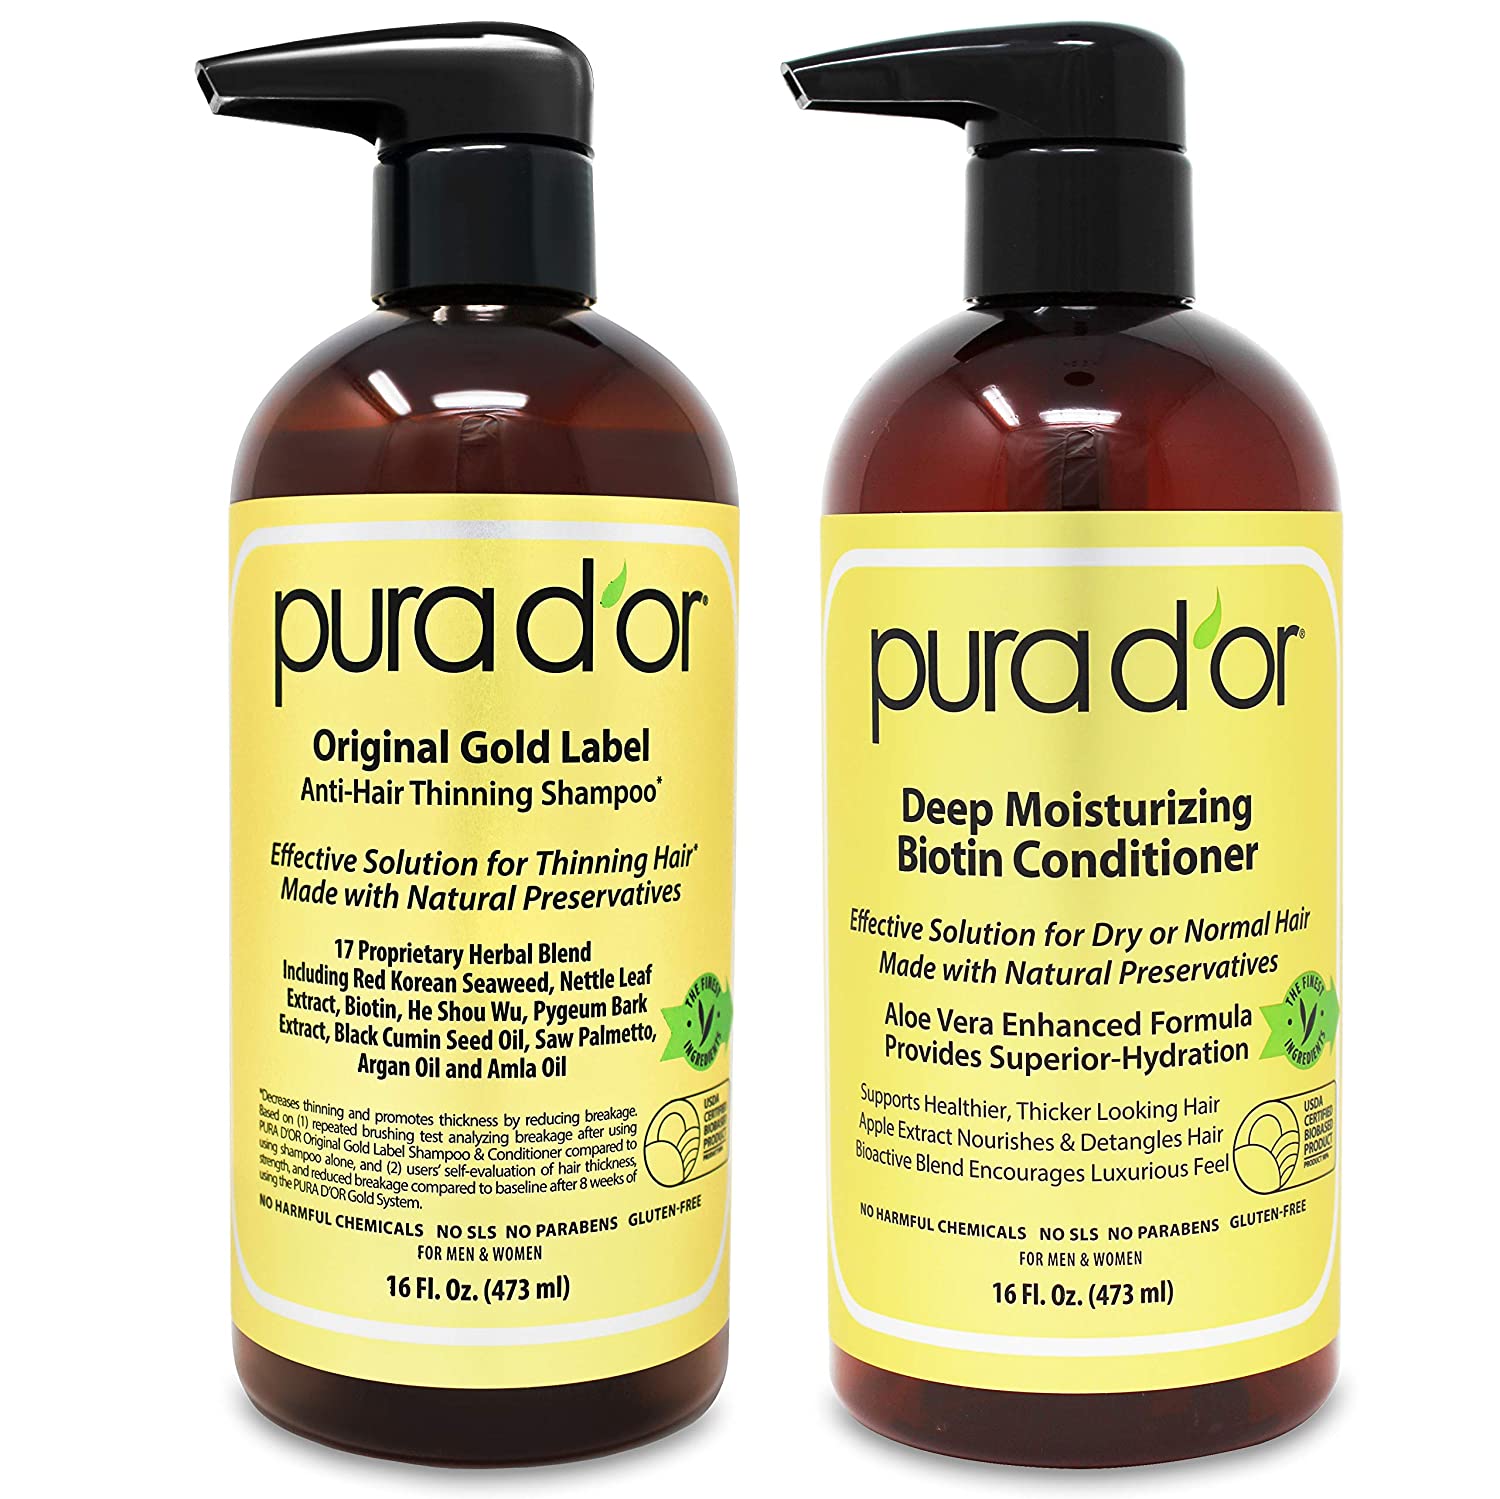 pura d'or®
Original Gold Label
Anti-Hair Thinning Shampoo*
Effective Solution for Thinning Hair*
Made with Natural Preservatives
17 Proprietary Herbal Blend
Including Red Korean Seaweed, Nettle Leaf
Extract, Biotin, He Shou Wu, Pygeum Bark
Extract, Black Cumin Seed Oil, Saw Palmetto,
Argan Oil and Amla Oil
THE FINEST
INGREDIENTS
*Decreases thinning and promotes thickness by reducing breakage.
Based on (1) repeated brushing test analyzing breakage after using
PURA D'OR Original Gold Label Shampoo & Conditioner compared to
using shampoo alone, and (2) users' self-evaluation of hair thickness,
strength, and reduced breakage compared to baseline after 8 weeks of
using the PURA D'OR Gold System.
USDA
CERTIFIED
BIOBASED
PRODUCT
NO HARMFUL CHEMICALS NO SLS NO PARABENS GLUTEN-FREE
FOR MEN & WOMEN
16 Fl. Oz. (473 ml)
pura d'or®
Deep Moisturizing
Biotin Conditioner
Effective Solution for Dry or Normal Hair
Made with Natural Preservatives
Aloe Vera Enhanced Formula
Provides Superior-Hydration
THE FINEST
INGREDIENTS
Supports Healthier, Thicker Looking Hair
Apple Extract Nourishes & Detangles Hair
Bioactive Blend Encourages Luxurious Feel
USDA
CERTIFIED
BIOBASED
PRODUCT
NO HARMFUL CHEMICALS NO SLS NO PARABENS GLUTEN-FREE
FOR MEN & WOMEN
16 Fl. Oz. (473 ml)